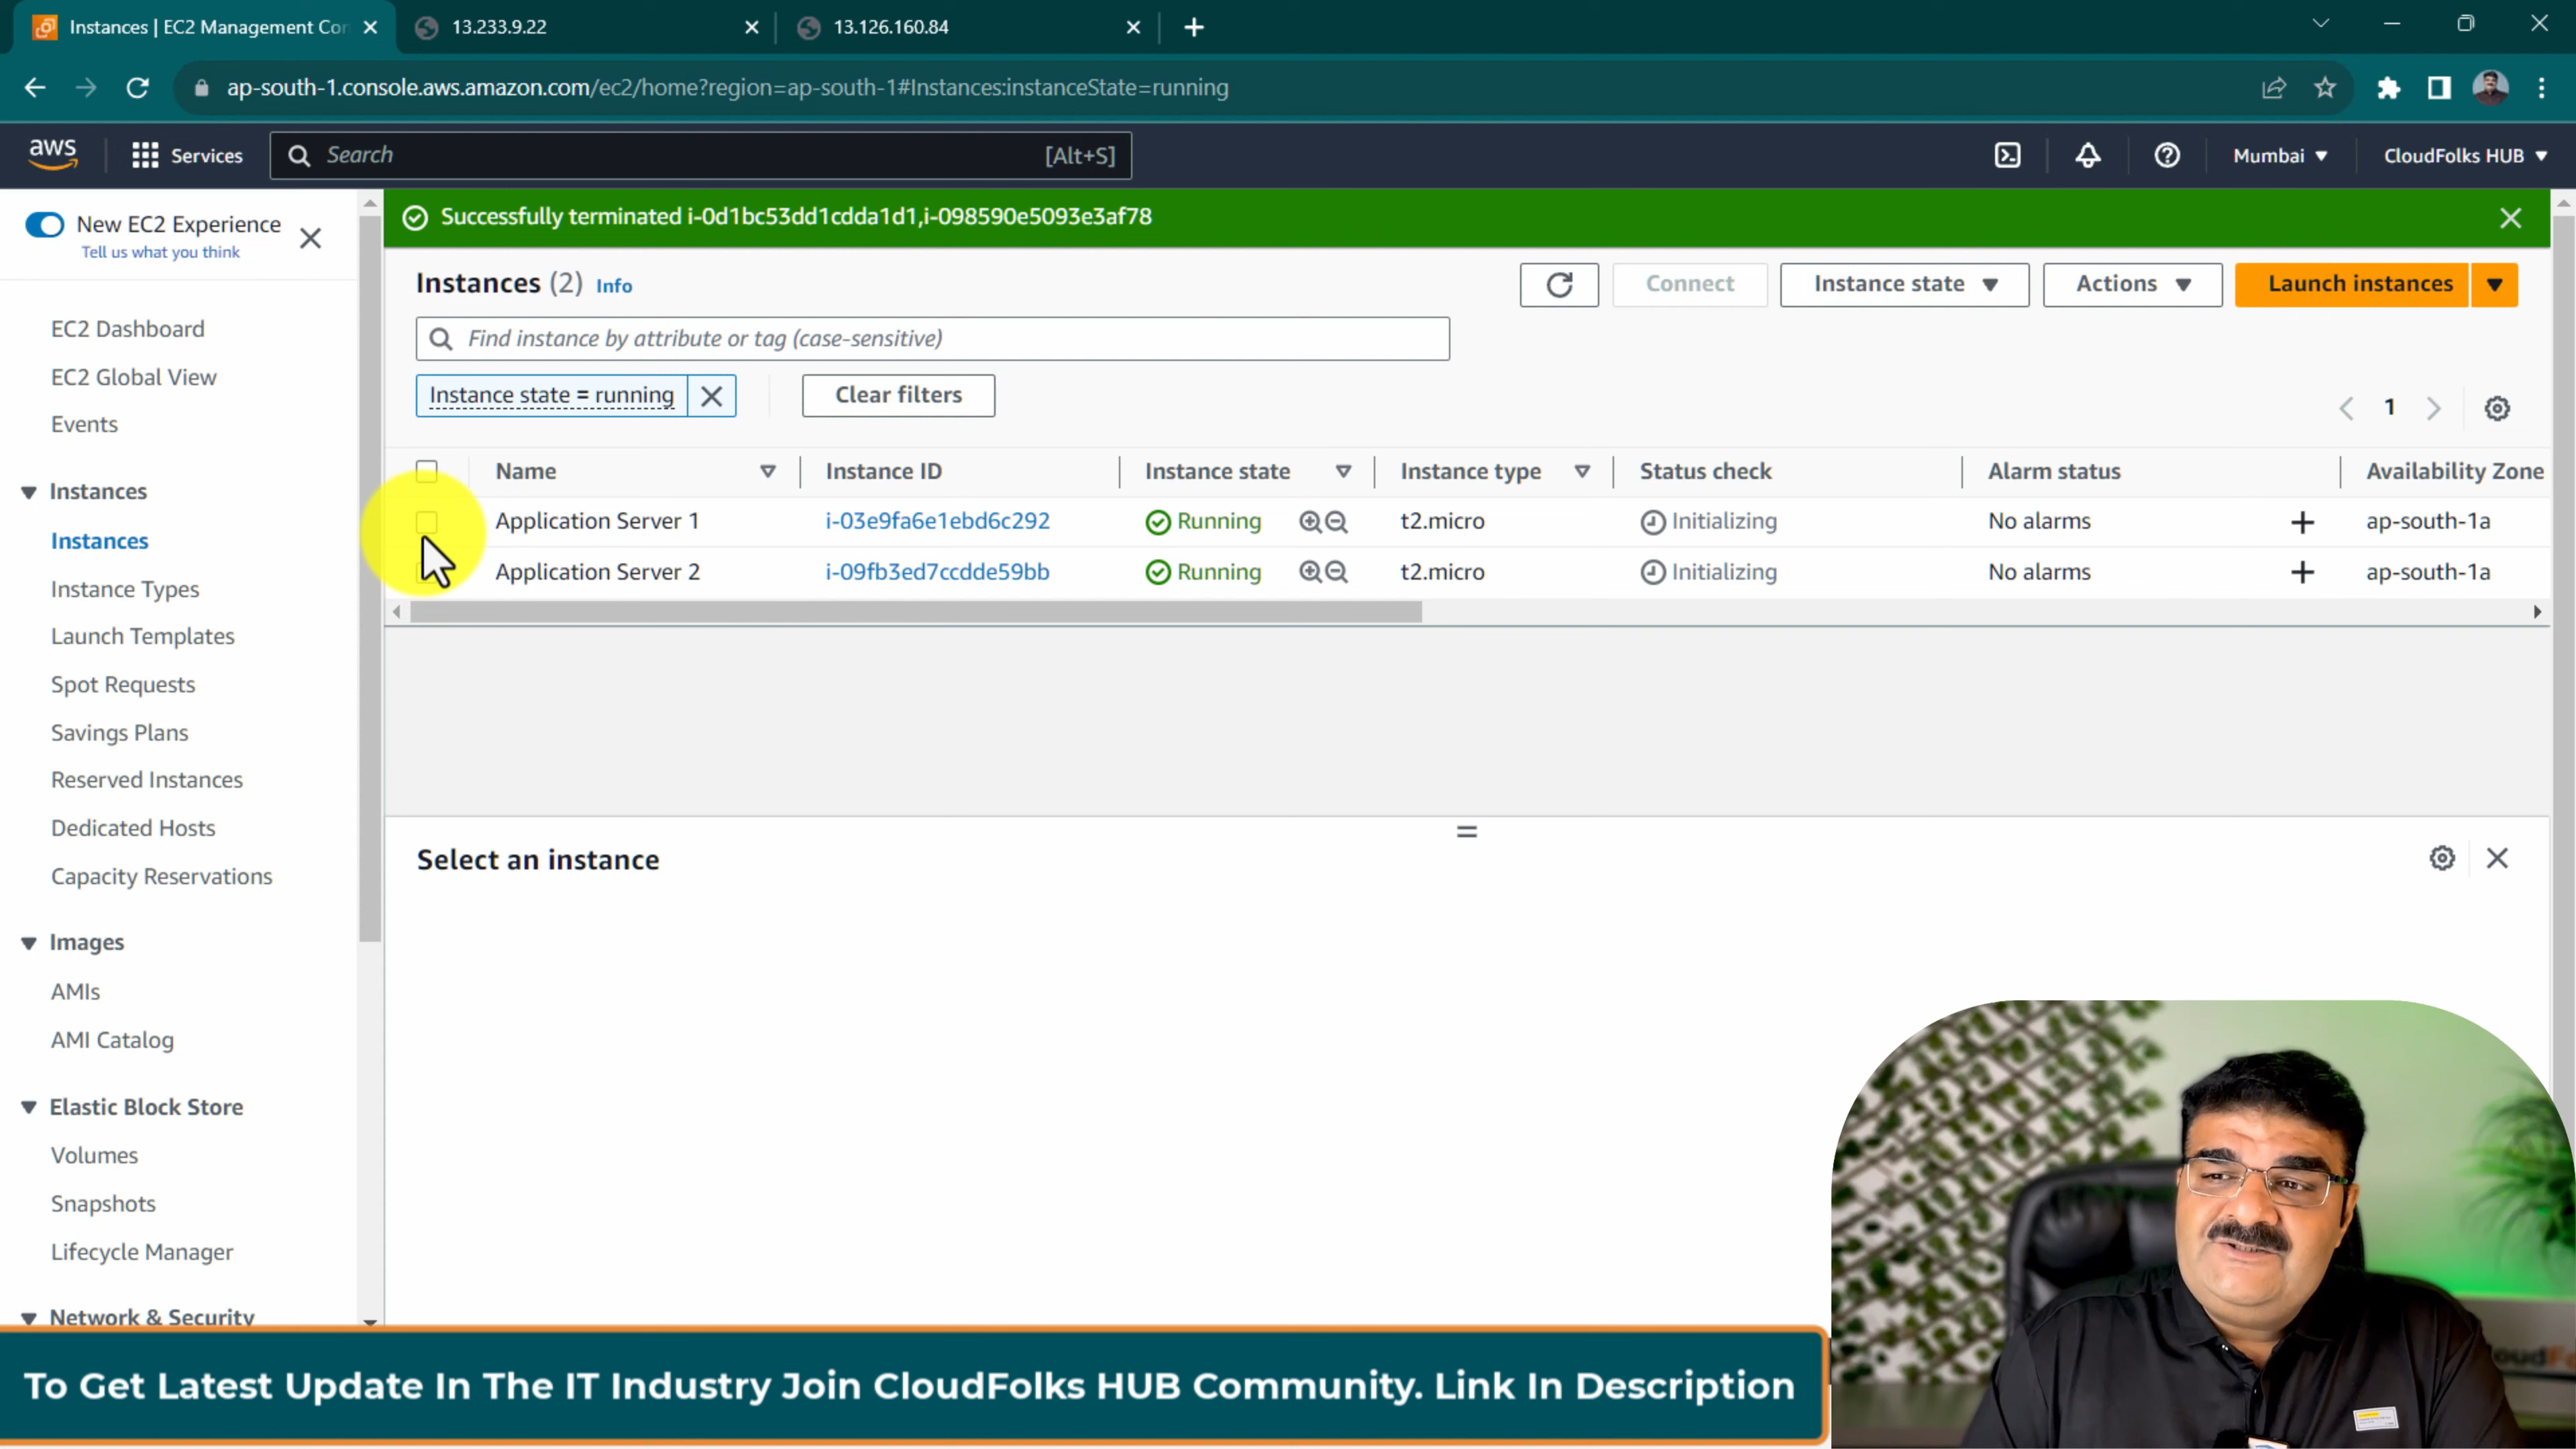 Instances | EC2 Management Con
13.233.9.22
13.126.160.84
ap-south-1.console.aws.amazon.com/ec2/home?region=ap-south-1#Instances:instanceState=running
aws
Services
Search
[Alt+S]
Mumbai
CloudFolks HUB
New EC2 Experience
Tell us what you think
EC2 Dashboard
EC2 Global View
Events
Instances
Instances
Instance Types
Launch Templates
Spot Requests
Savings Plans
Reserved Instances
Dedicated Hosts
Capacity Reservations
Images
AMIs
AMI Catalog
Elastic Block Store
Volumes
Snapshots
Lifecycle Manager
Network & Security
Successfully terminated i-0d1bc53dd1cdda1d1,i-098590e5093e3af78
Instances (2) Info
Connect
Instance state
Actions
Launch instances
Find instance by attribute or tag (case-sensitive)
Instance state = running
Clear filters
1
Name Instance ID Instance state Instance type Status check Alarm status Availability Zone
Application Server 1 i-03e9fa6e1ebd6c292 Running t2.micro Initializing No alarms + ap-south-1a
Application Server 2 i-09fb3ed7ccdde59bb Running t2.micro Initializing No alarms + ap-south-1a
Select an instance
To Get Latest Update In The IT Industry Join CloudFolks HUB Community. Link In Description